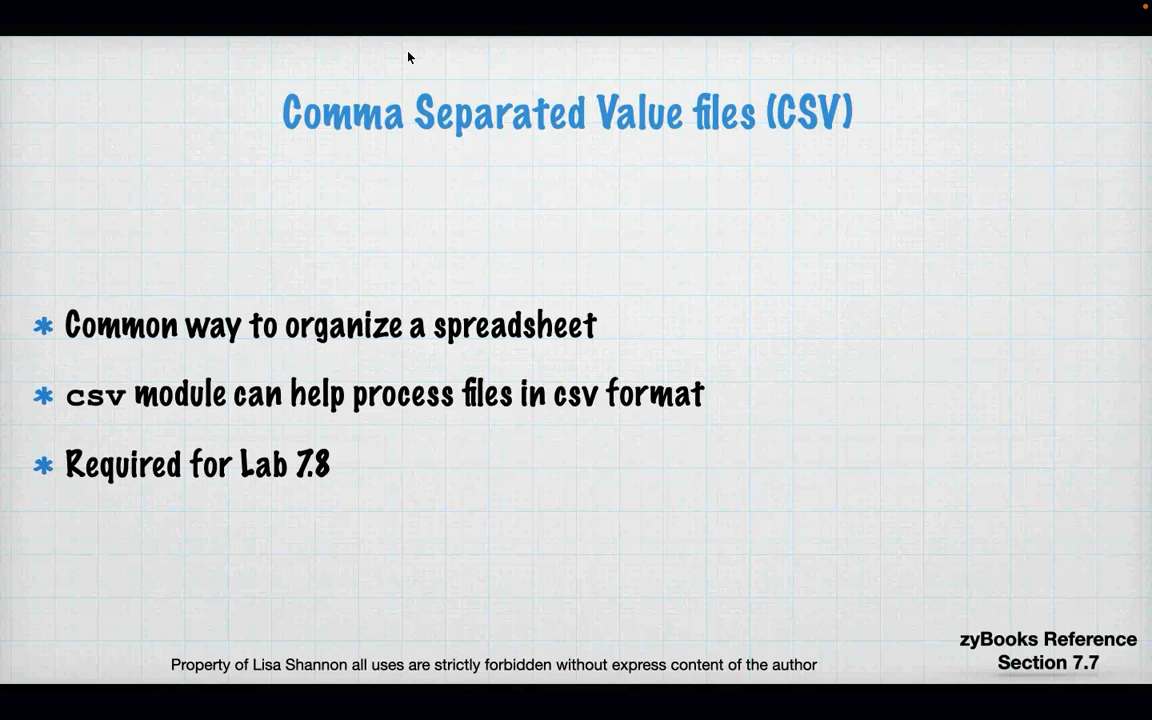 Comma Separated Value files (CSV)
* Common way to organize a spreadsheet
* csv module can help process files in csv format
* Required for Lab 7.8
zyBooks Reference
Section 7.7
Property of Lisa Shannon all uses are strictly forbidden without express content of the author